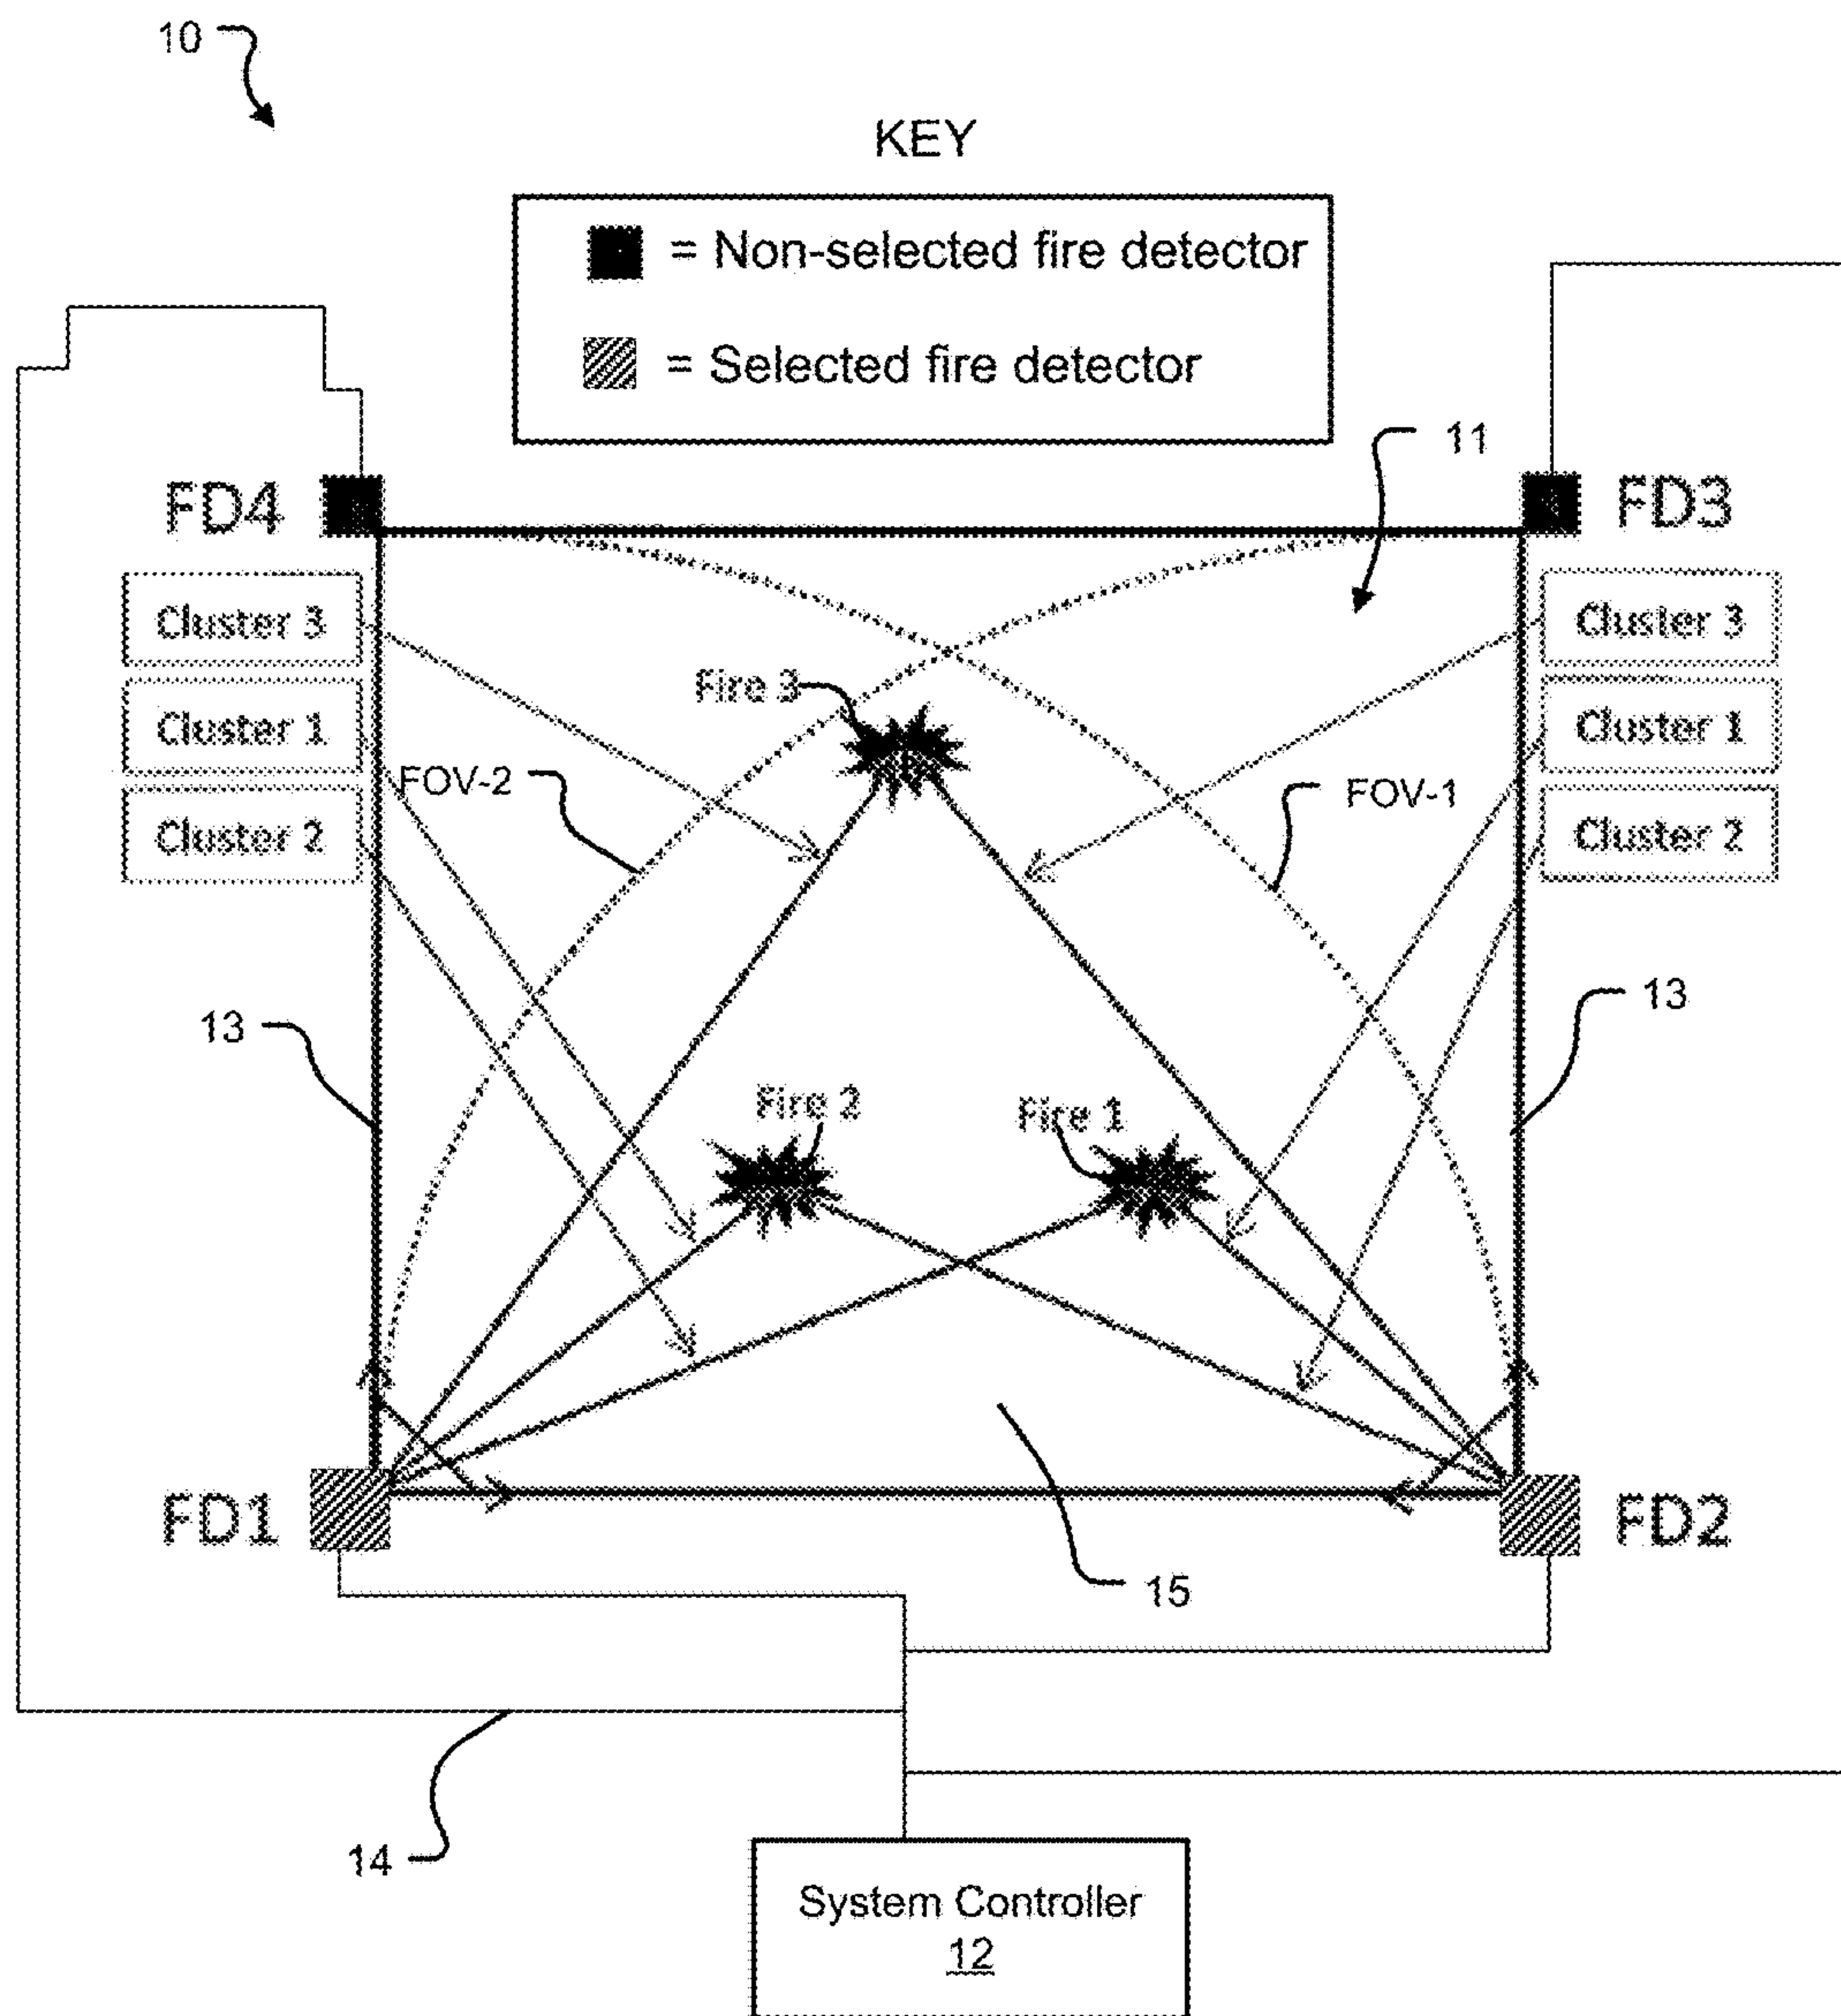 10
KEY
= Non-selected fire detector
= Selected fire detector
11
FD4
FD3
Cluster 3
Cluster 3
Fire 3
Cluster 1
Cluster 1
FOV-2
FOV-1
Cluster 2
Cluster 2
13
13
Fire 2
Fire 1
FD1
FD2
15
14
System Controller
12